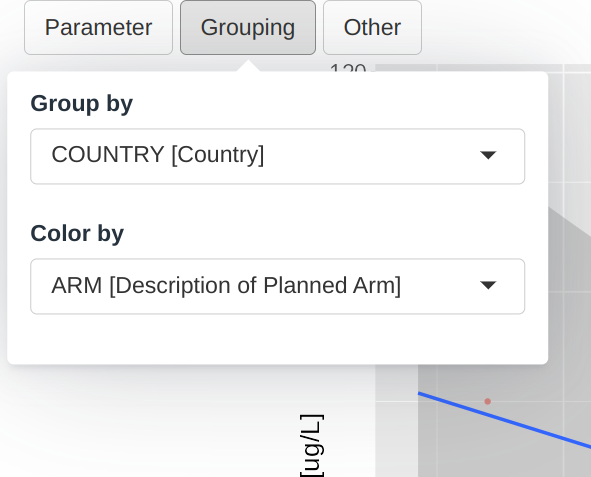 Parameter
Grouping
Other
120
Group by
COUNTRY [Country]
Color by
ARM [Description of Planned Arm]
[ug/L]